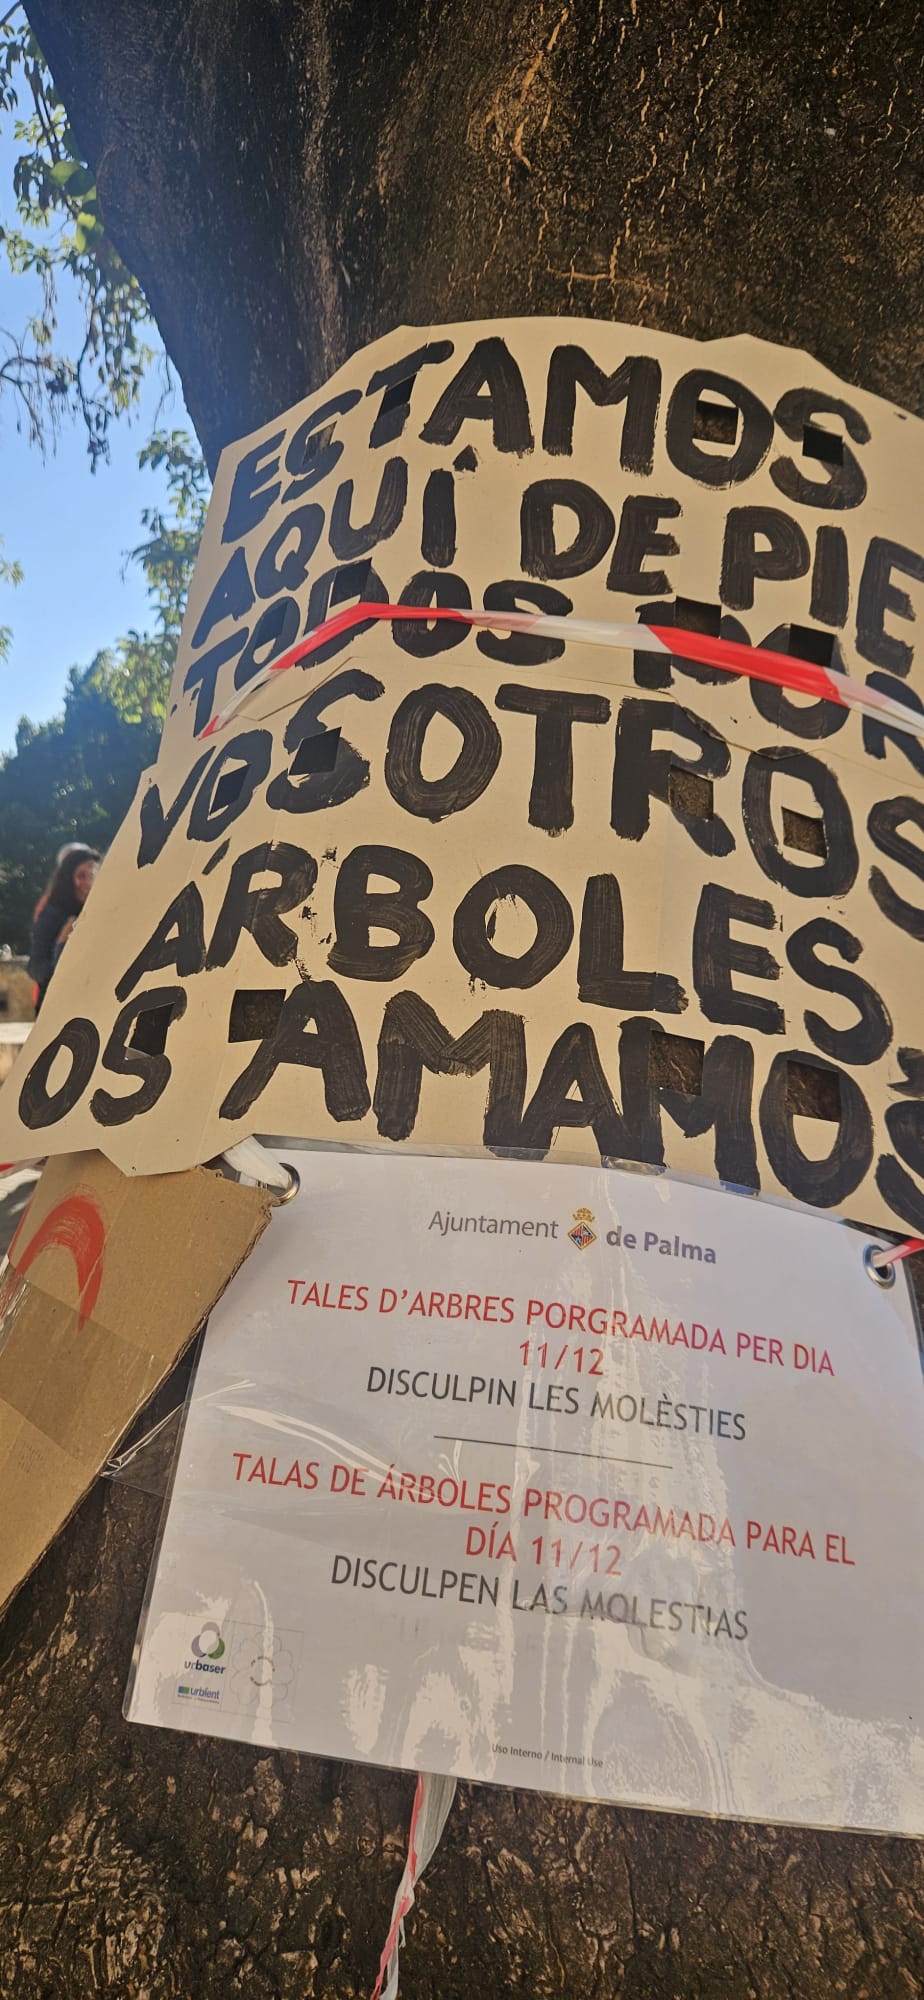 ESTAMOS
AQUÍ DE PIE
TODOS POR
VOSOTROS
ÁRBOLES,
OS AMAMOS
Ajuntament de Palma
TALES D'ARBRES PORGRAMADA PER DIA
11/12
DISCULPIN LES MOLÈSTIES
TALAS DE ÁRBOLES PROGRAMADA PARA EL
DÍA 11/12
DISCULPEN LAS MOLESTIAS
urbaser
urbient
Uso Interno / Internal Use